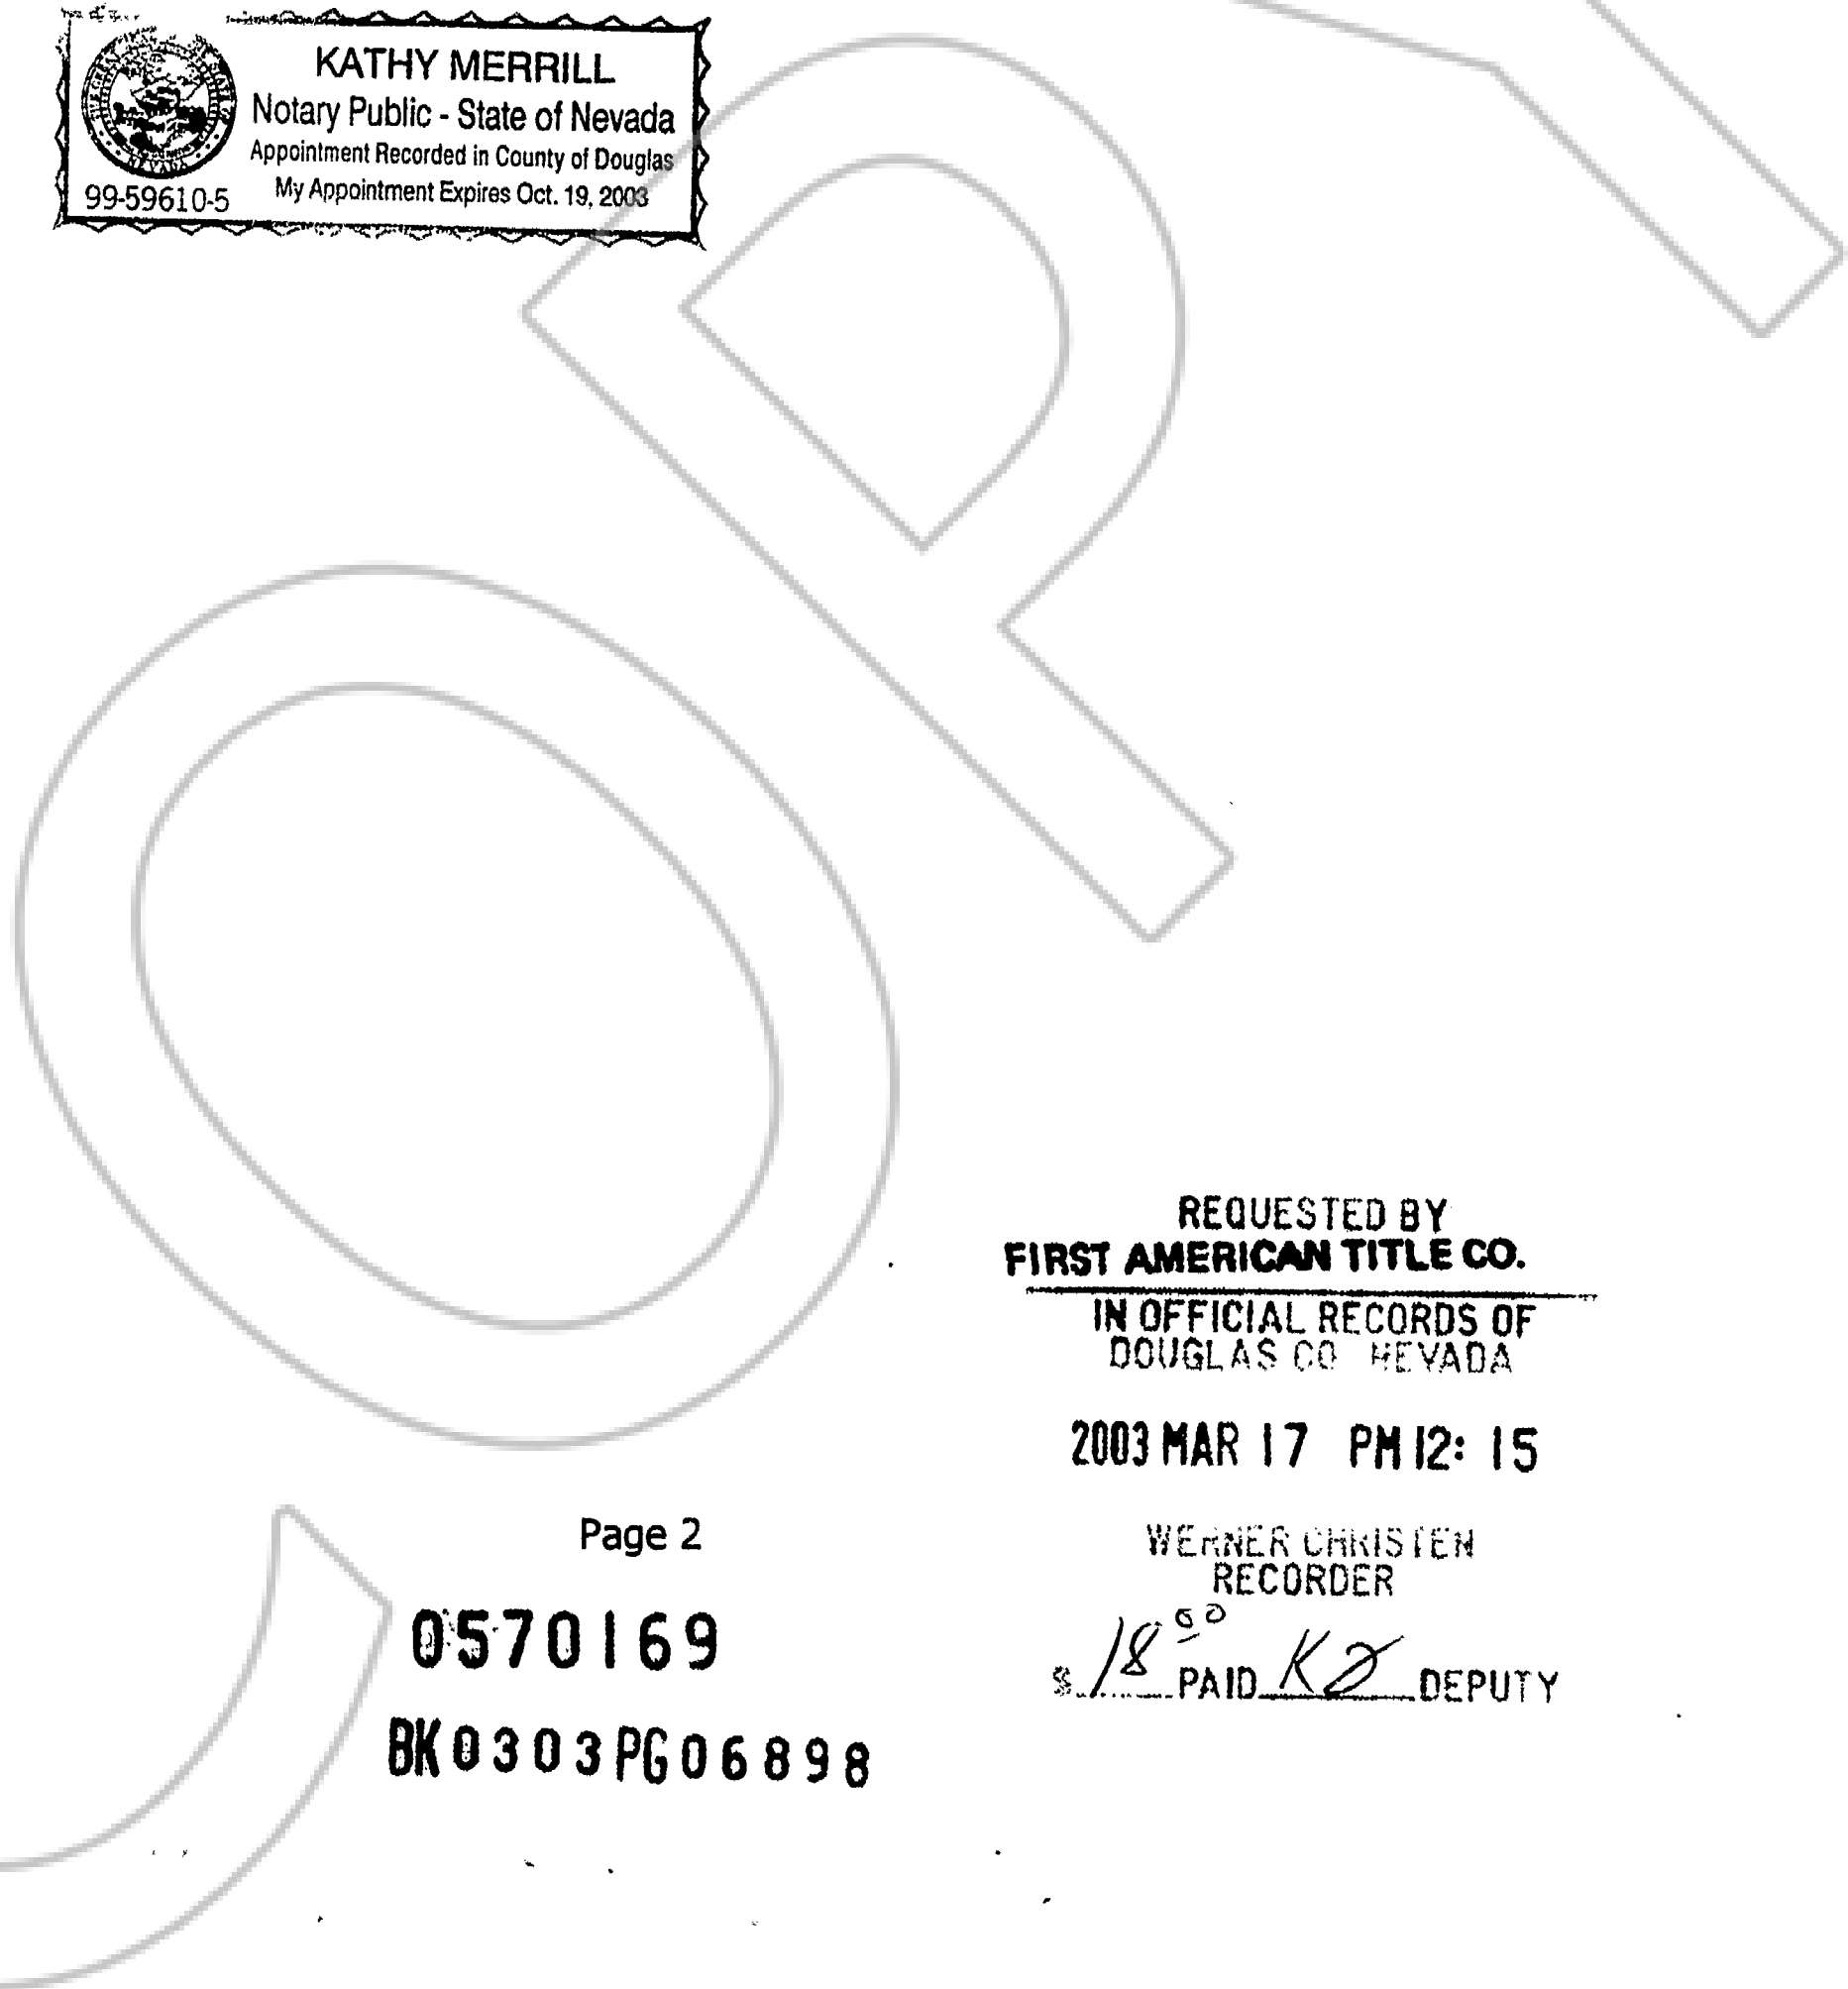 KATHY MERRILL
Notary Public - State of Nevada
Appointment Recorded in County of Douglas
My Appointment Expires Oct. 19, 2003
NEVADA
99-59610-5
COPY
REQUESTED BY
FIRST AMERICAN TITLE CO.
IN OFFICIAL RECORDS OF
DOUGLAS CO NEVADA
2003 MAR 17 PM 12: 15
WERNER CHRISTEN
RECORDER
$ 18 00 PAID KD DEPUTY
Page 2
0570169
BK0303PG06898